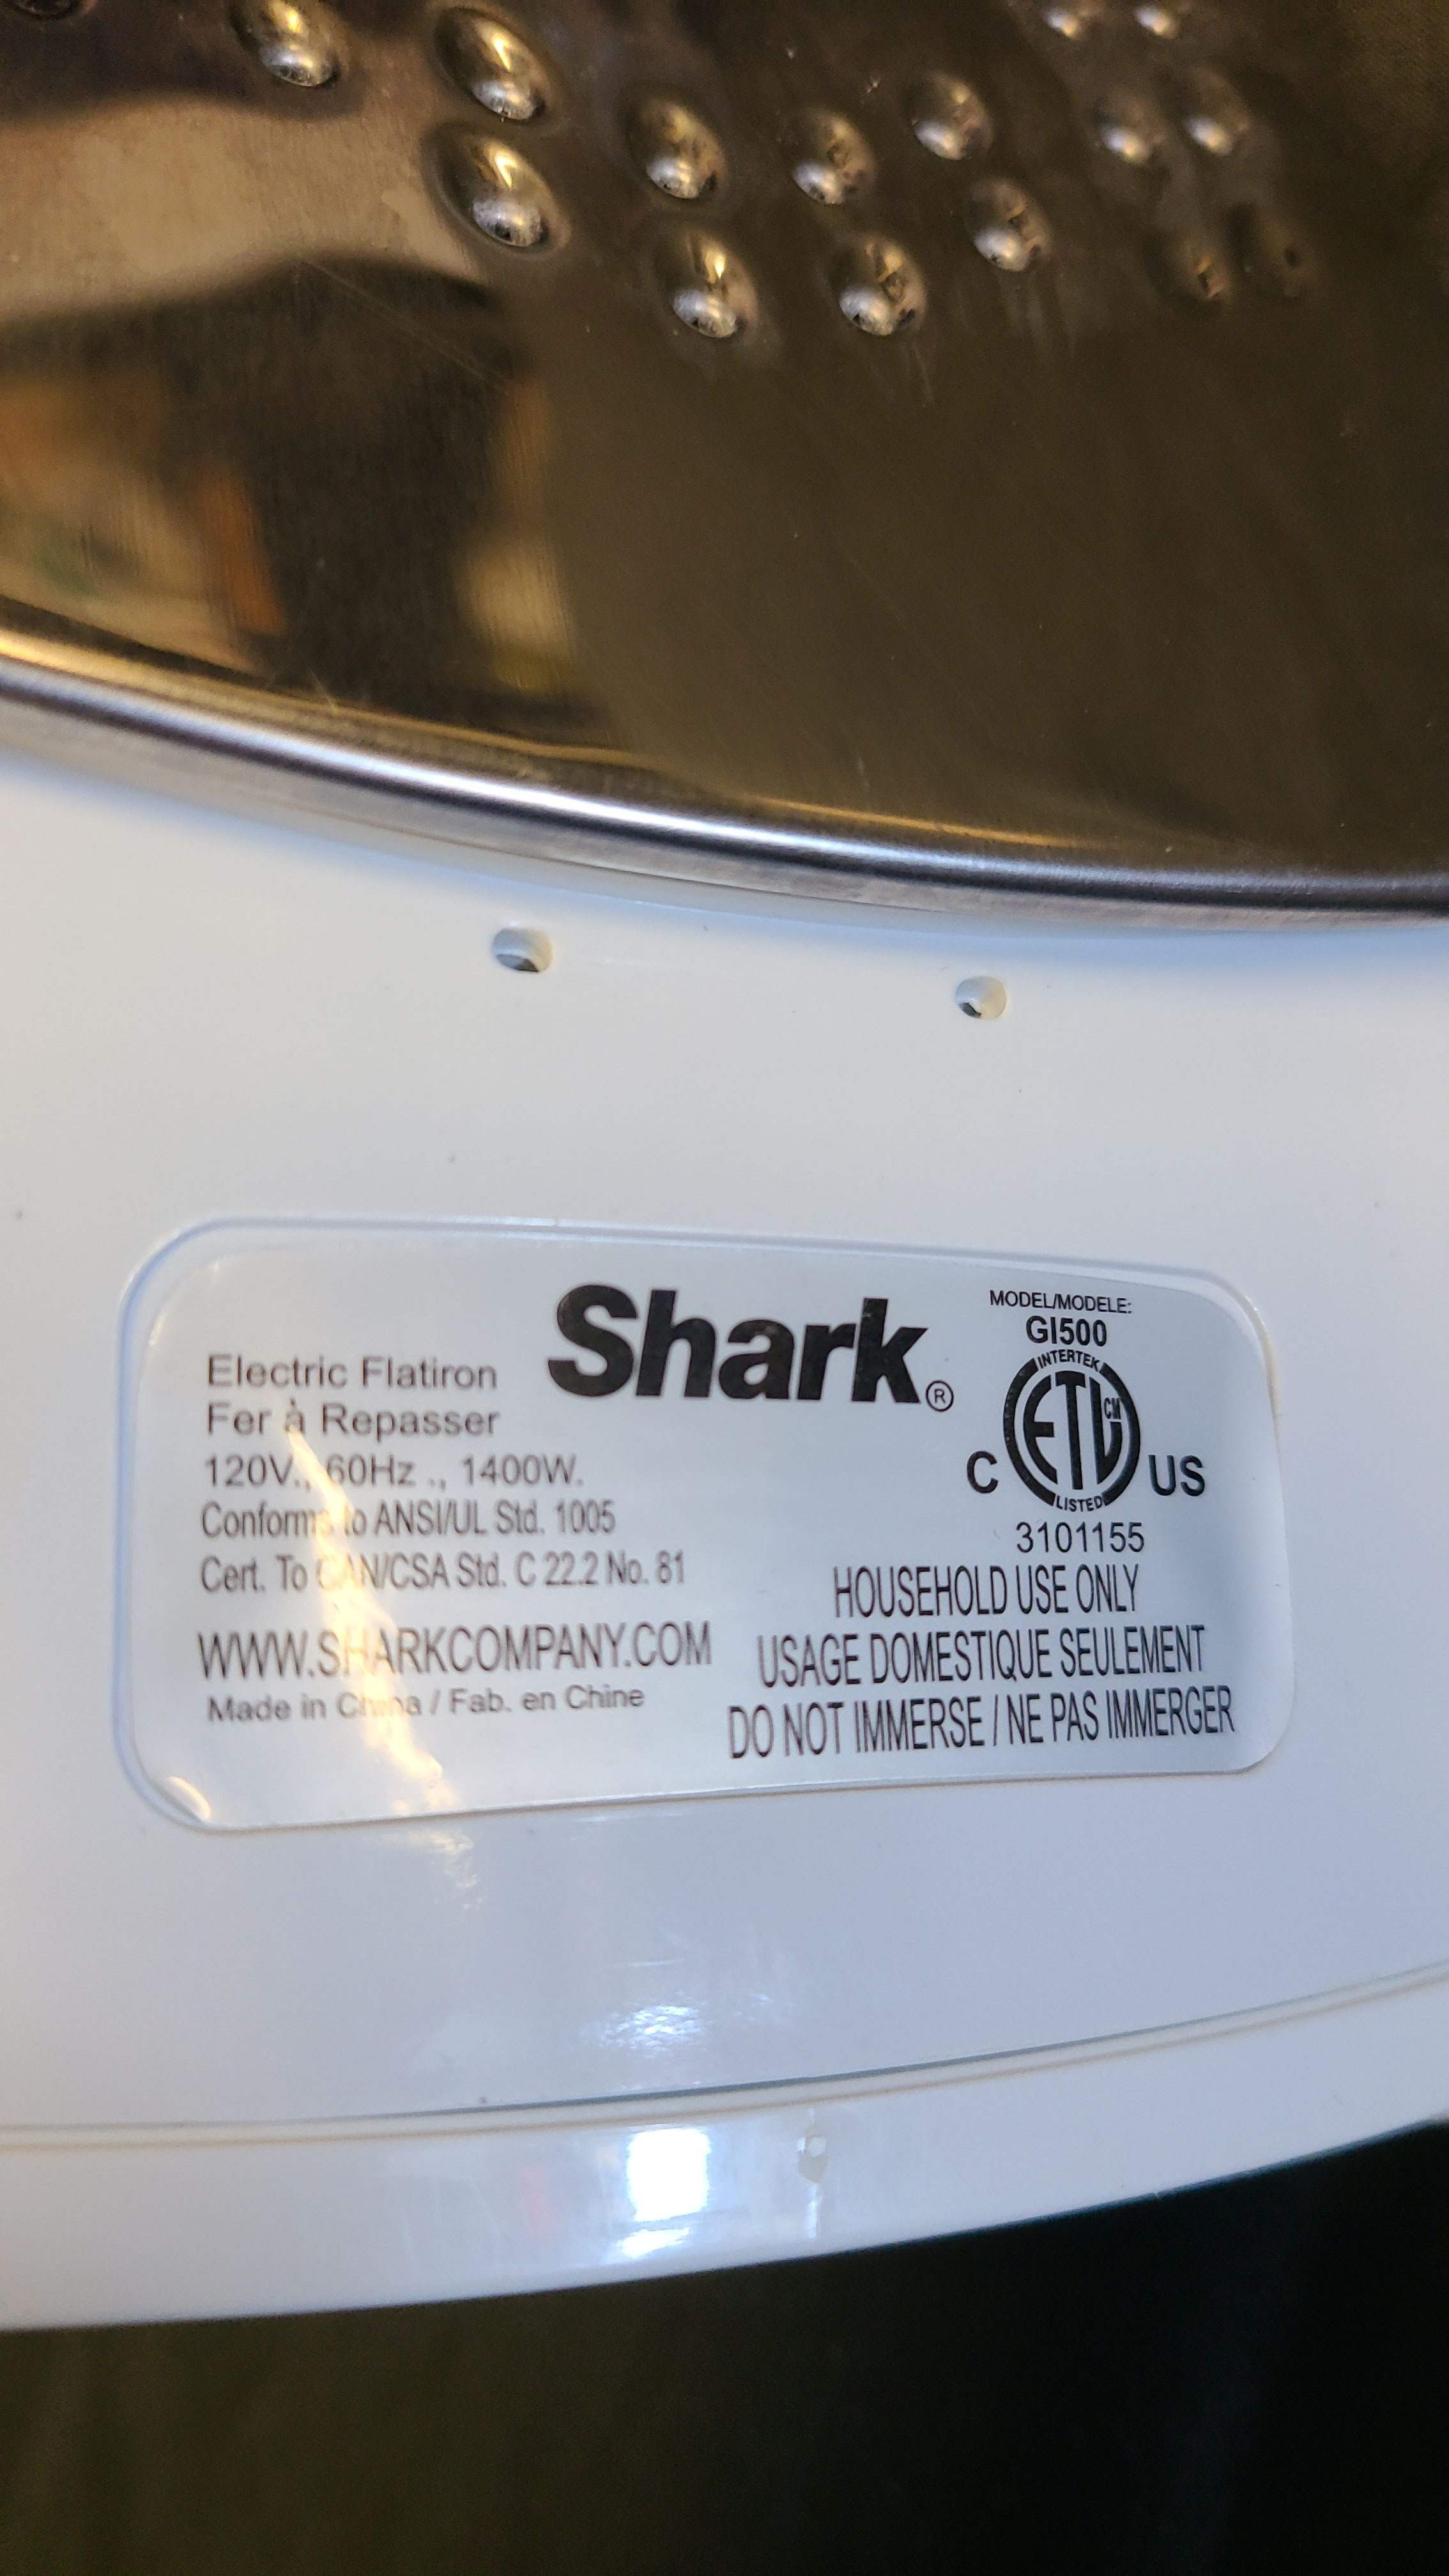 Shark®
MODEL/MODELE:
GI500
Electric Flatiron
Fer à Repasser
120V., 60Hz ., 1400W.
Conforms to ANSI/UL Std. 1005
Cert. To CAN/CSA Std. C 22.2 No. 81
WWW.SHARKCOMPANY.COM
Made in China / Fab. en Chine
INTERTEK
C ETL CM US
LISTED
3101155
HOUSEHOLD USE ONLY
USAGE DOMESTIQUE SEULEMENT
DO NOT IMMERSE / NE PAS IMMERGER